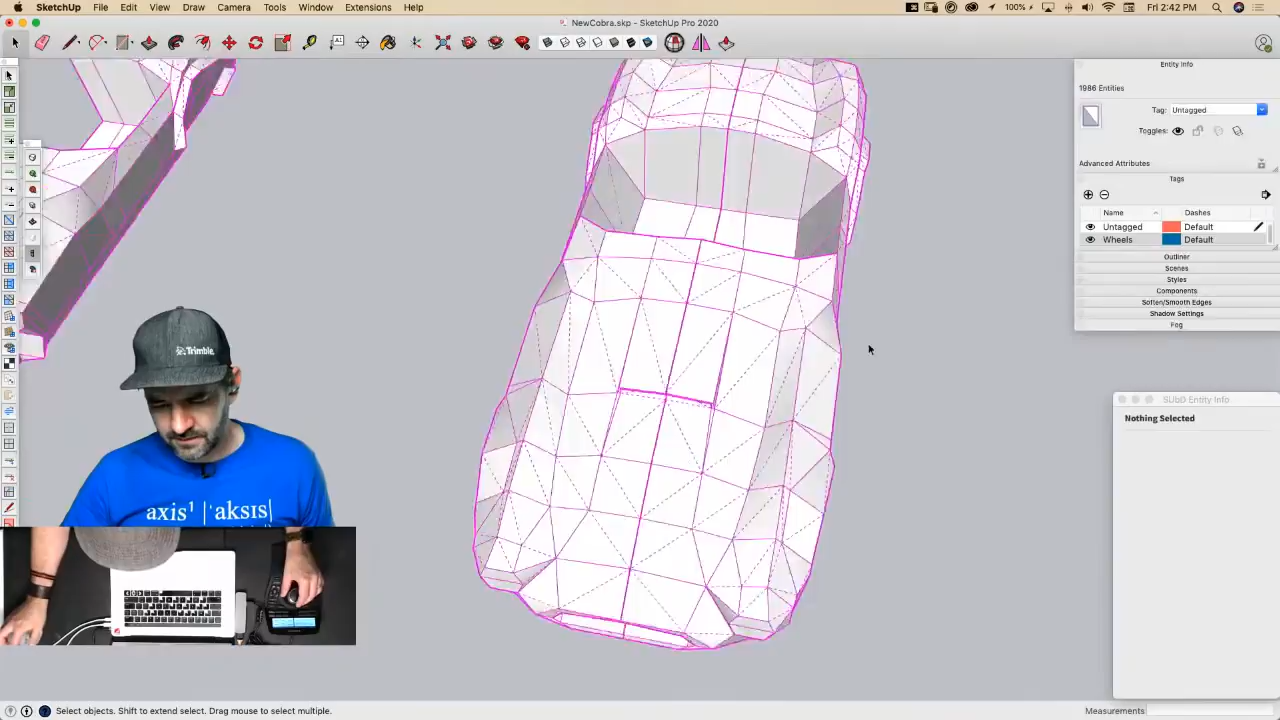 SketchUp File Edit View Draw Camera Tools Window Extensions Help 100% Fri 2:42 PM
NewCobra.skp - SketchUp Pro 2020
Entity Info
1986 Entities
Tag: Untagged
Toggles:
Advanced Attributes
Tags
Name Dashes
Untagged Default
Wheels Default
Outliner
Scenes
Styles
Components
Soften/Smooth Edges
Shadow Settings
Fog
SUbD Entity Info
Nothing Selected
Trimble.
axis¹ |ˈaksɪs|
Select objects. Shift to extend select. Drag mouse to select multiple.
Measurements